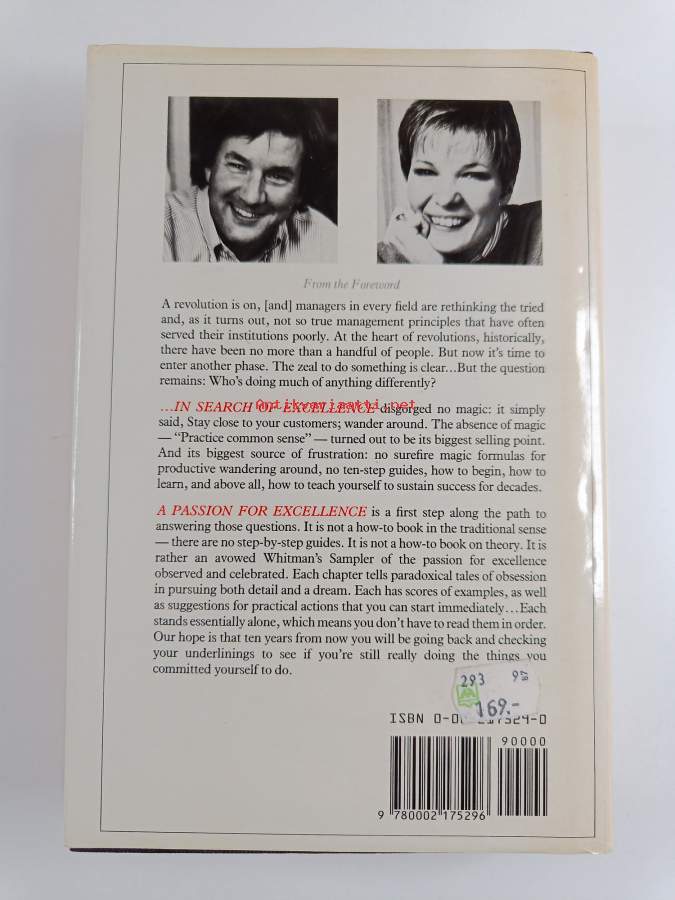 From the Foreword
A revolution is on, [and] managers in every field are rethinking the tried
and, as it turns out, not so true management principles that have often
served their institutions poorly. At the heart of revolutions, historically,
there have been no more than a handful of people. But now it's time to
enter another phase. The zeal to do something is clear...But the question
remains: Who's doing much of anything differently?
Antikvariaatti.net
...IN SEARCH OF EXCELLENCE disgorged no magic: it simply
said, Stay close to your customers; wander around. The absence of magic
— "Practice common sense" — turned out to be its biggest selling point.
And its biggest source of frustration: no surefire magic formulas for
productive wandering around, no ten-step guides, how to begin, how to
learn, and above all, how to teach yourself to sustain success for decades.
A PASSION FOR EXCELLENCE is a first step along the path to
answering those questions. It is not a how-to book in the traditional sense
— there are no step-by-step guides. It is not a how-to book on theory. It is
rather an avowed Whitman's Sampler of the passion for excellence
observed and celebrated. Each chapter tells paradoxical tales of obsession
in pursuing both detail and a dream. Each has scores of examples, as well
as suggestions for practical actions that you can start immediately...Each
stands essentially alone, which means you don't have to read them in order.
Our hope is that ten years from now you will be going back and checking
your underlinings to see if you're still really doing the things you
committed yourself to do.
293
169.-
ISBN 0-0
90000
9 780002 175296